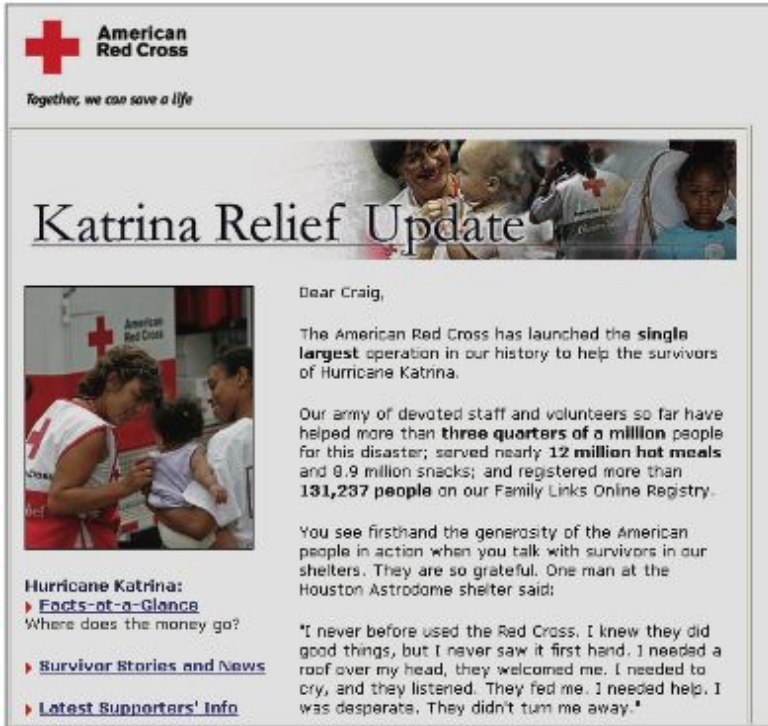 American
Red Cross
Together, we can save a life
Katrina Relief Update
American
Red Cross
Dear Craig,
The American Red Cross has launched the single
largest operation in our history to help the survivors
of Hurricane Katrina.
Our army of devoted staff and volunteers so far have
helped more than three quarters of a million people
for this disaster; served nearly 12 million hot meals
and 8.9 million snacks; and registered more than
131,237 people on our Family Links Online Registry.
You see firsthand the generosity of the American
people in action when you talk with survivors in our
shelters. They are so grateful. One man at the
Houston Astrodome shelter said:
"I never before used the Red Cross. I knew they did
good things, but I never saw it first hand. I needed a
roof over my head, they welcomed me. I needed to
cry, and they listened. They fed me. I needed help. I
was desperate. They didn't turn me away."
Hurricane Katrina:
Facts-at-a-Glance
Where does the money go?
Survivor Stories and News
Latest Supporters' Info